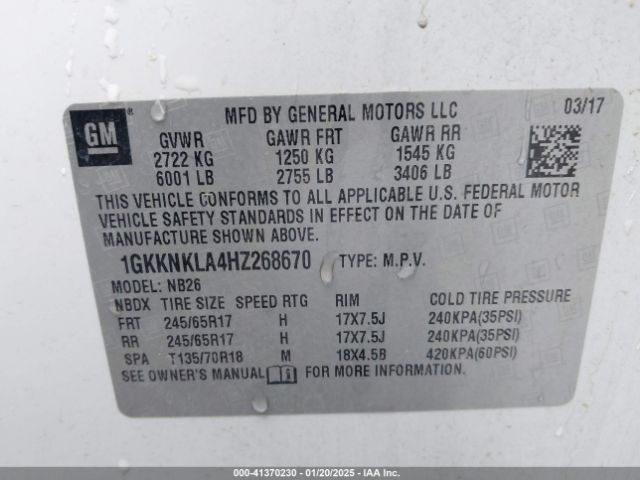 GM ®
MFD BY GENERAL MOTORS LLC 03/17
GVWR GAWR FRT GAWR RR
2722 KG 1250 KG 1545 KG
6001 LB 2755 LB 3406 LB
THIS VEHICLE CONFORMS TO ALL APPLICABLE U.S. FEDERAL MOTOR
VEHICLE SAFETY STANDARDS IN EFFECT ON THE DATE OF
MANUFACTURE SHOWN ABOVE.
1GKKNKLA4HZ268670 TYPE: M.P.V.
MODEL: NB26
NBDX TIRE SIZE SPEED RTG RIM COLD TIRE PRESSURE
FRT 245/65R17 H 17X7.5J 240KPA(35PSI)
RR 245/65R17 H 17X7.5J 240KPA(35PSI)
SPA T135/70R18 M 18X4.5B 420KPA(60PSI)
SEE OWNER'S MANUAL FOR MORE INFORMATION.
000-41370230 - 01/20/2025 - IAA Inc.